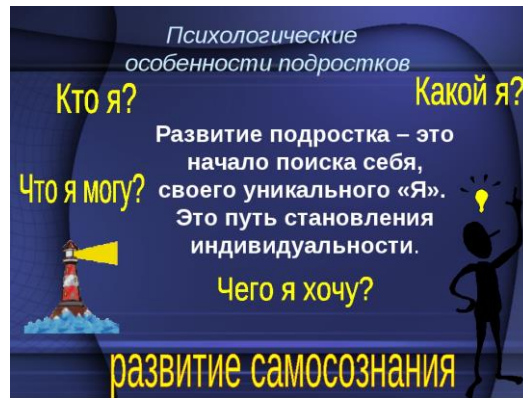 Психологические
особенности подростков
Кто я?
Какой я?
Развитие подростка – это
начало поиска себя,
своего уникального «Я».
Это путь становления
индивидуальности.
Что я могу?
Чего я хочу?
развитие самосознания